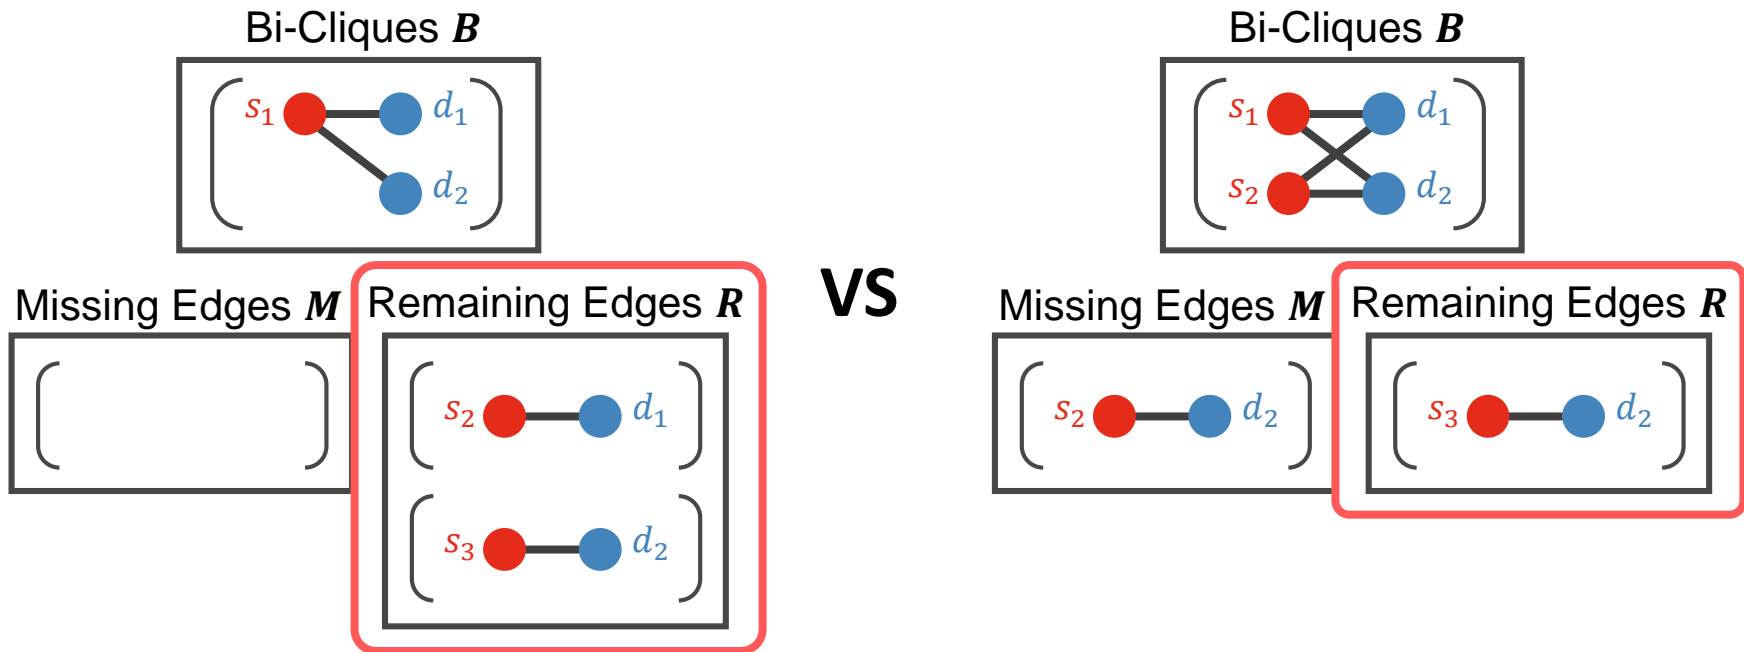 Bi-Cliques B
s₁ d₁
d₂
Missing Edges M
Remaining Edges R
s₂ d₁
s₃ d₂
VS
Bi-Cliques B
s₁ d₁
s₂ d₂
Missing Edges M
s₂ d₂
Remaining Edges R
s₃ d₂